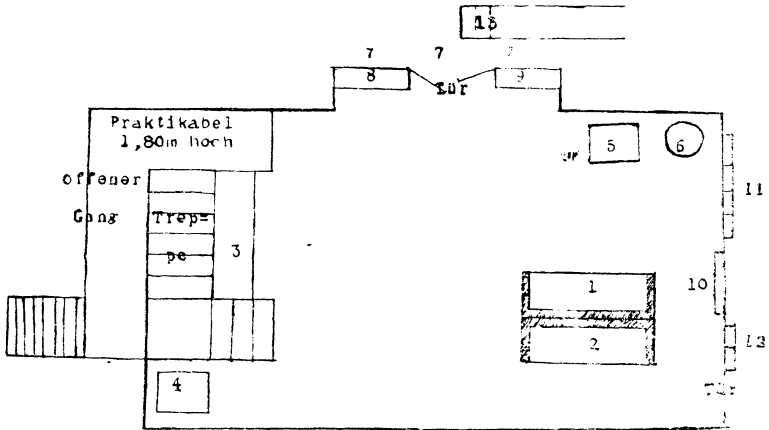 13
7 7 7
8 Tür 9
Praktikabel
1,80m hoch
5 6
offener
11
Gang Trep=
3
pe
1 10
2 12
4
Tür